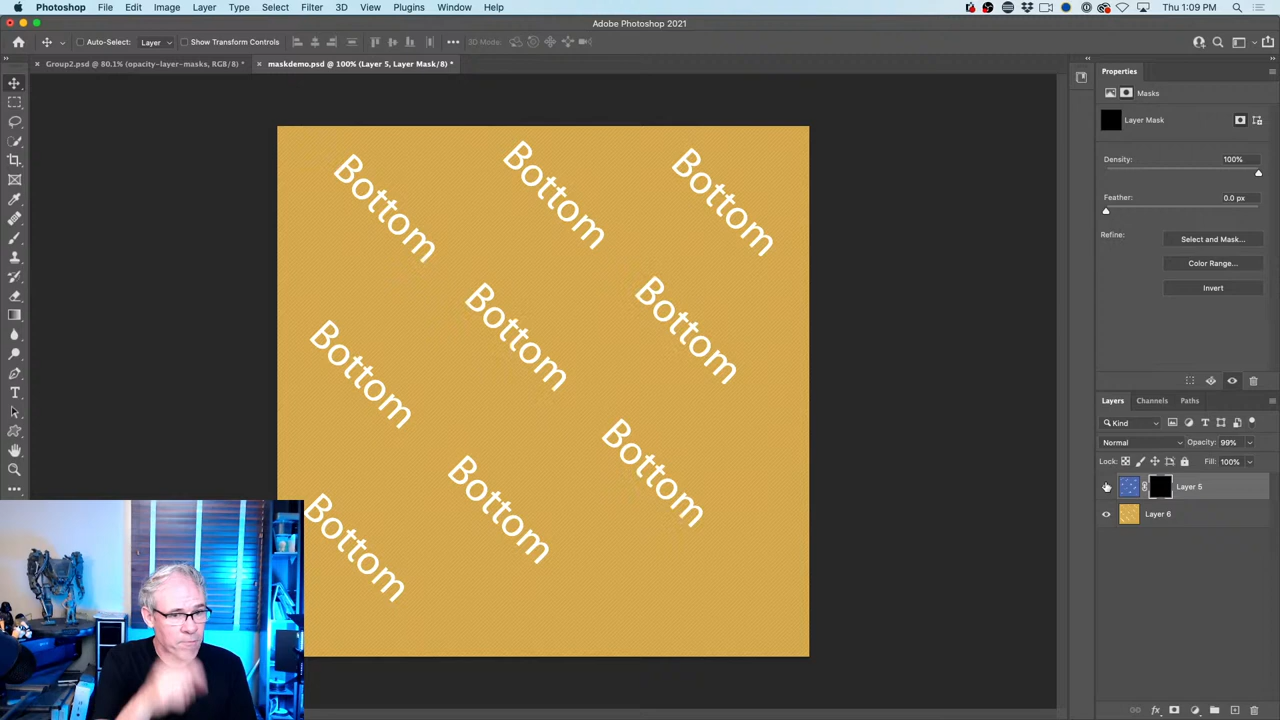 Photoshop File Edit Image Layer Type Select Filter 3D View Plugins Window Help
Thu 1:09 PM
Adobe Photoshop 2021
Auto-Select: Layer Show Transform Controls
3D Mode:
Group2.psd @ 80.1% (opacity-layer-masks, RGB/8) *
maskdemo.psd @ 100% (Layer 5, Layer Mask/8) *
Bottom
Bottom
Bottom
Bottom
Bottom
Bottom
Bottom
Bottom
Bottom
Properties
Masks
Layer Mask
Density: 100%
Feather: 0.0 px
Refine: Select and Mask...
Color Range...
Invert
Layers Channels Paths
Kind
Normal Opacity: 99%
Lock: Fill: 100%
Layer 5
Layer 6
fx